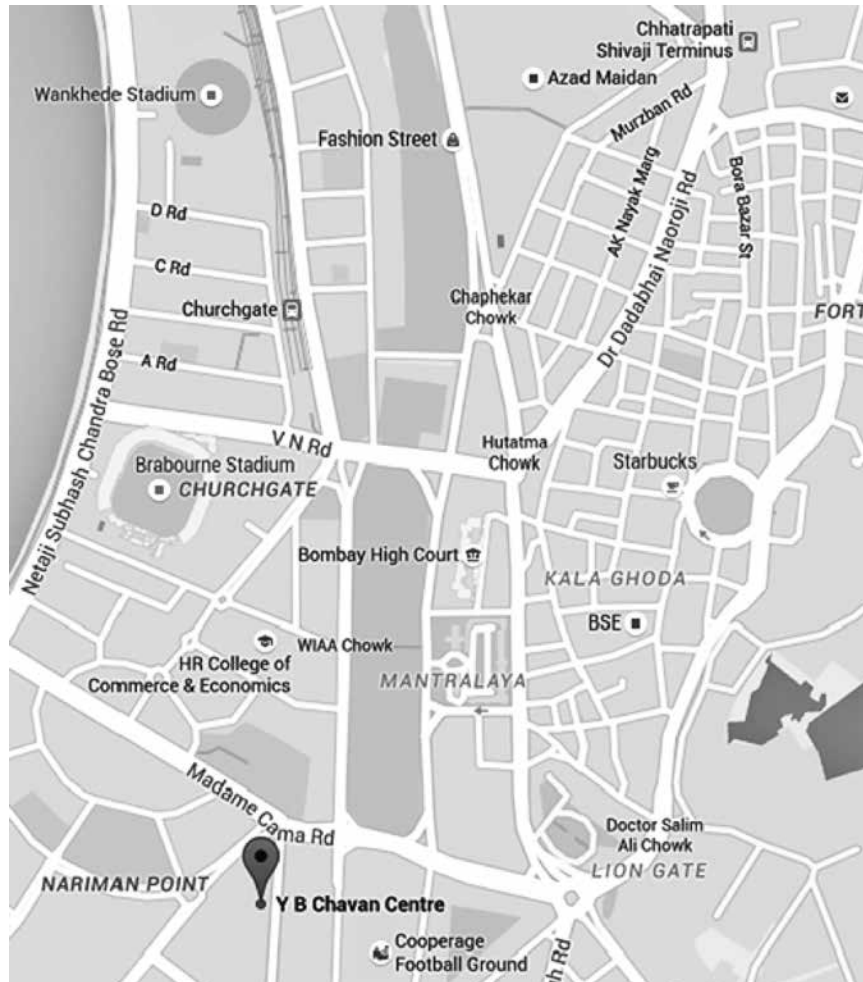 Chhatrapati
Shivaji Terminus
Azad Maidan
Wankhede Stadium
Murzban Rd
Fashion Street
AK Nayak Marg
Bora Bazar St
D Rd
Dr Dadabhai Naoroji Rd
C Rd
Churchgate
Chaphekar
Chowk
FORT
A Rd
Netaji Subhash Chandra Bose Rd
V N Rd
Hutatma
Chowk
Brabourne Stadium
CHURCHGATE
Starbucks
Bombay High Court
KALA GHODA
BSE
WIAA Chowk
HR College of
Commerce & Economics
MANTRALAYA
Madame Cama Rd
Doctor Salim
Ali Chowk
LION GATE
NARIMAN POINT
Y B Chavan Centre
Cooperage
Football Ground
h Rd